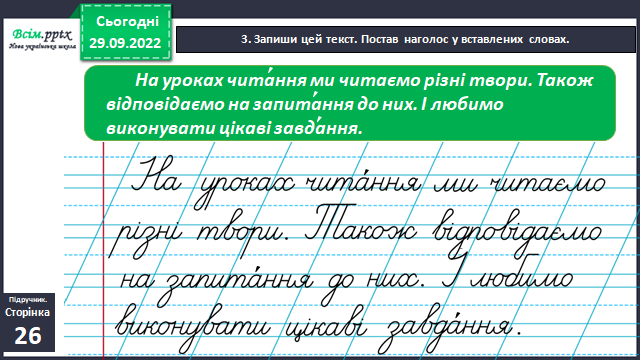 Всім.pptx
Нова українська школа
Сьогодні
29.09.2022
3. Запиши цей текст. Постав наголос у вставлених словах.
На уроках чита́ння ми читаємо різні твори. Також
відповідаємо на запита́ння до них. І любимо
виконувати цікаві завда́ння.
На уроках чита́ння ми читаємо
різні твори. Також відповідаємо
на запита́ння до них. І любимо
виконувати цікаві завда́ння.
Підручник.
Сторінка
26